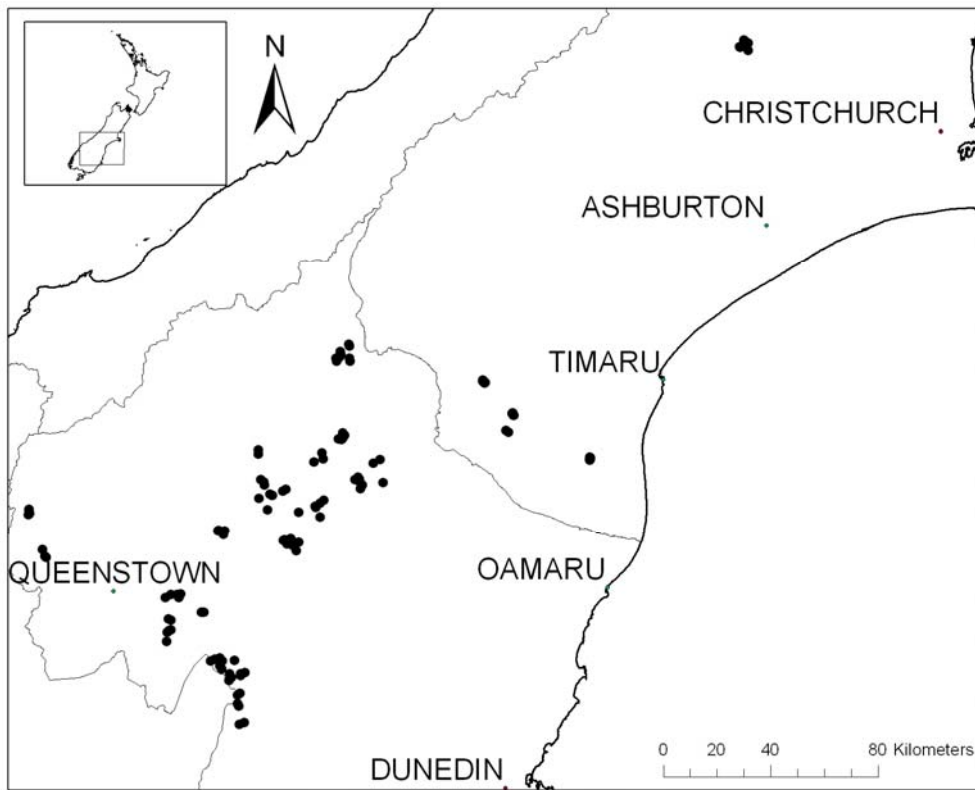 N
CHRISTCHURCH
ASHBURTON
TIMARU
QUEENSTOWN
OAMARU
0 20 40 80 Kilometers
DUNEDIN